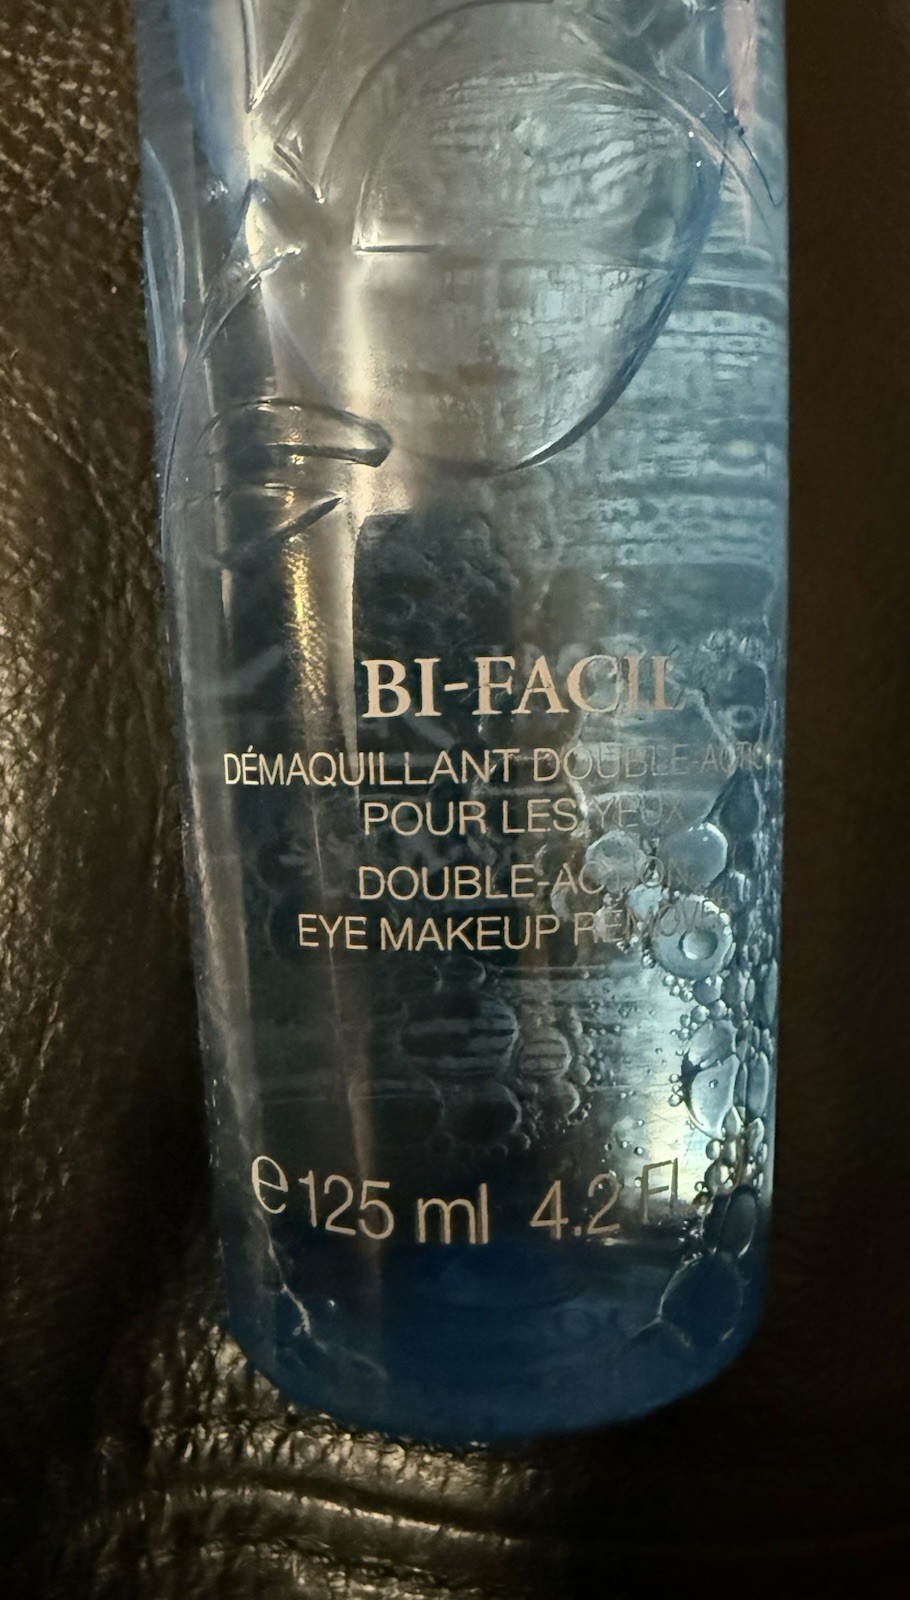 BI-FACIL
DÉMAQUILLANT DOUBLE-ACTION
POUR LES YEUX
DOUBLE-ACTION
EYE MAKEUP REMOVER
e 125 ml 4.2 Fl